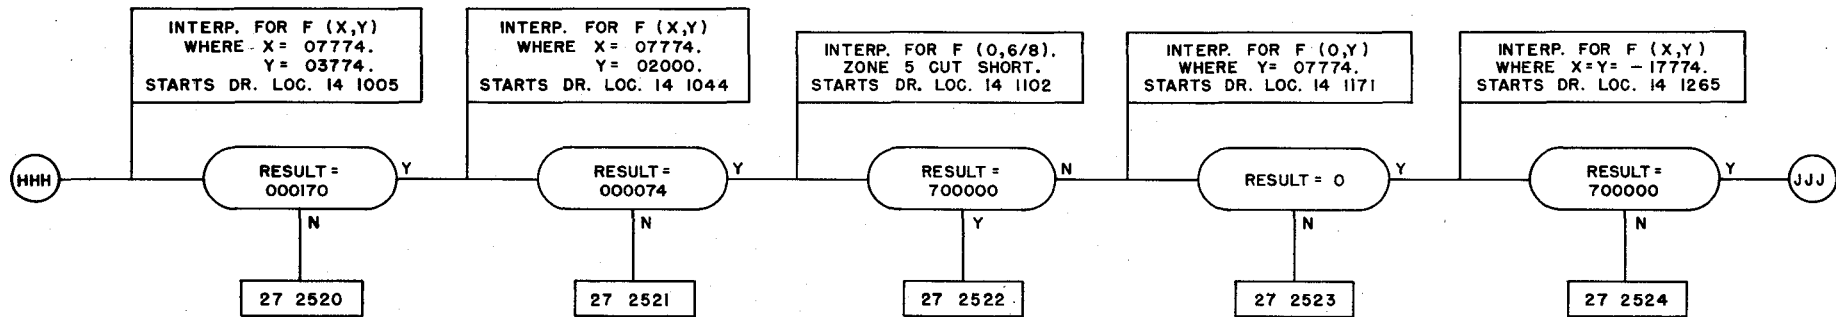 INTERP. FOR F (X,Y)
WHERE X= 07774.
Y= 03774.
STARTS DR. LOC. 14 1005
INTERP. FOR F (X,Y)
WHERE X= 07774.
Y= 02000.
STARTS DR. LOC. 14 1044
INTERP. FOR F (0,6/8).
ZONE 5 CUT SHORT.
STARTS DR. LOC. 14 1102
INTERP. FOR F (0,Y)
WHERE Y= 07774.
STARTS DR. LOC. 14 1171
INTERP. FOR F (X,Y)
WHERE X=Y= -17774.
STARTS DR. LOC. 14 1265
HHH
RESULT =
000170
Y
N
RESULT =
000074
Y
N
RESULT =
700000
N
Y
RESULT = 0
Y
N
RESULT =
700000
Y
N
JJJ
27 2520
27 2521
27 2522
27 2523
27 2524